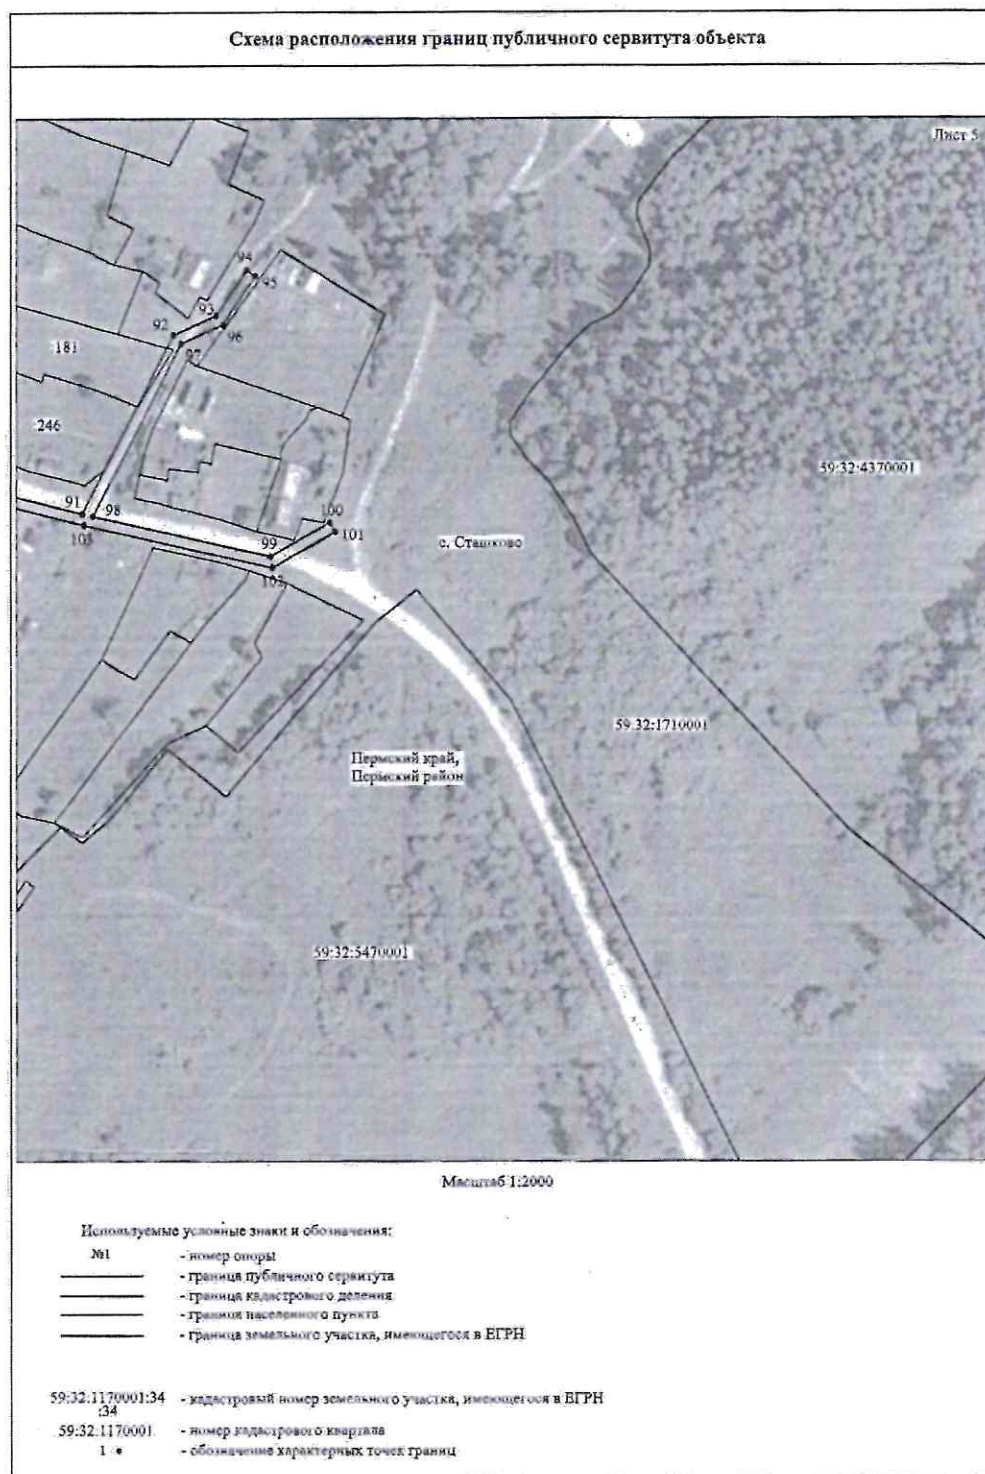 Схема расположения границ публичного сервитута объекта
Лист 5
94
95
93
96
92
97
:181
:246
59:32:4370001
91
98
100
101
103
99
102
с. Сташково
59:32:1710001
Пермский край,
Пермский район
59:32:5470001
Масштаб 1:2000
Используемые условные знаки и обозначения:
№1 - номер опоры
- граница публичного сервитута
- граница кадастрового деления
- граница населенного пункта
- граница земельного участка, имеющегося в ЕГРН
59:32:1170001:34 - кадастровый номер земельного участка, имеющегося в ЕГРН
:34
59:32:1170001 - номер кадастрового квартала
1 • - обозначение характерных точек границ